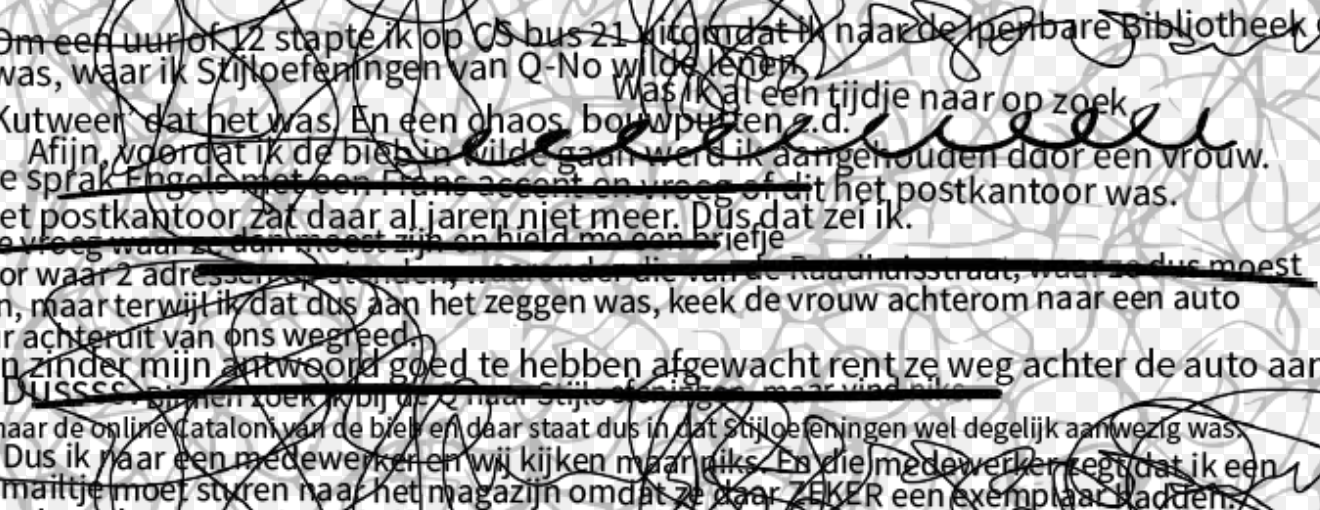 Om een uur of 12 stapte ik op CS bus 21 uitomdat ik naar de Ipenbare Bibliotheek
was, waar ik Stijloefeningen van Q-No wilde lenen.
Was ik al een tijdje naar op zoek
Kutweer dat het was. En een chaos, bouwputten e.d.
Afijn, voordat ik de bieb in wilde gaan werd ik aangehouden door een vrouw.
e sprak Engels met een Frans accent en vroeg of dit het postkantoor was.
et postkantoor zat daar al jaren niet meer. Dus dat zei ik.
e vroeg waar ze dan moest zijn en hield me een briefje
or waar 2 adressen op stonden, waaronder die van de Raadhuisstraat, waar ze dus moest
n, maar terwijl ik dat dus aan het zeggen was, keek de vrouw achterom naar een auto
r achteruit van ons wegreed.
n zinder mijn antwoord goed te hebben afgewacht rent ze weg achter de auto aan
Dussss
Binnen zoek ik bij de Q naar Stijloefeningen, maar vind niks.
naar de online Cataloni van de bieb en daar staat dus in dat Stijloefeningen wel degelijk aanwezig was
Dus ik naar een medewerker en wij kijken maar niks. En die medewerker zegt dat ik een
mailtje moet sturen naar het magazijn omdat ze daar ZEKER een exemplaar hadden.